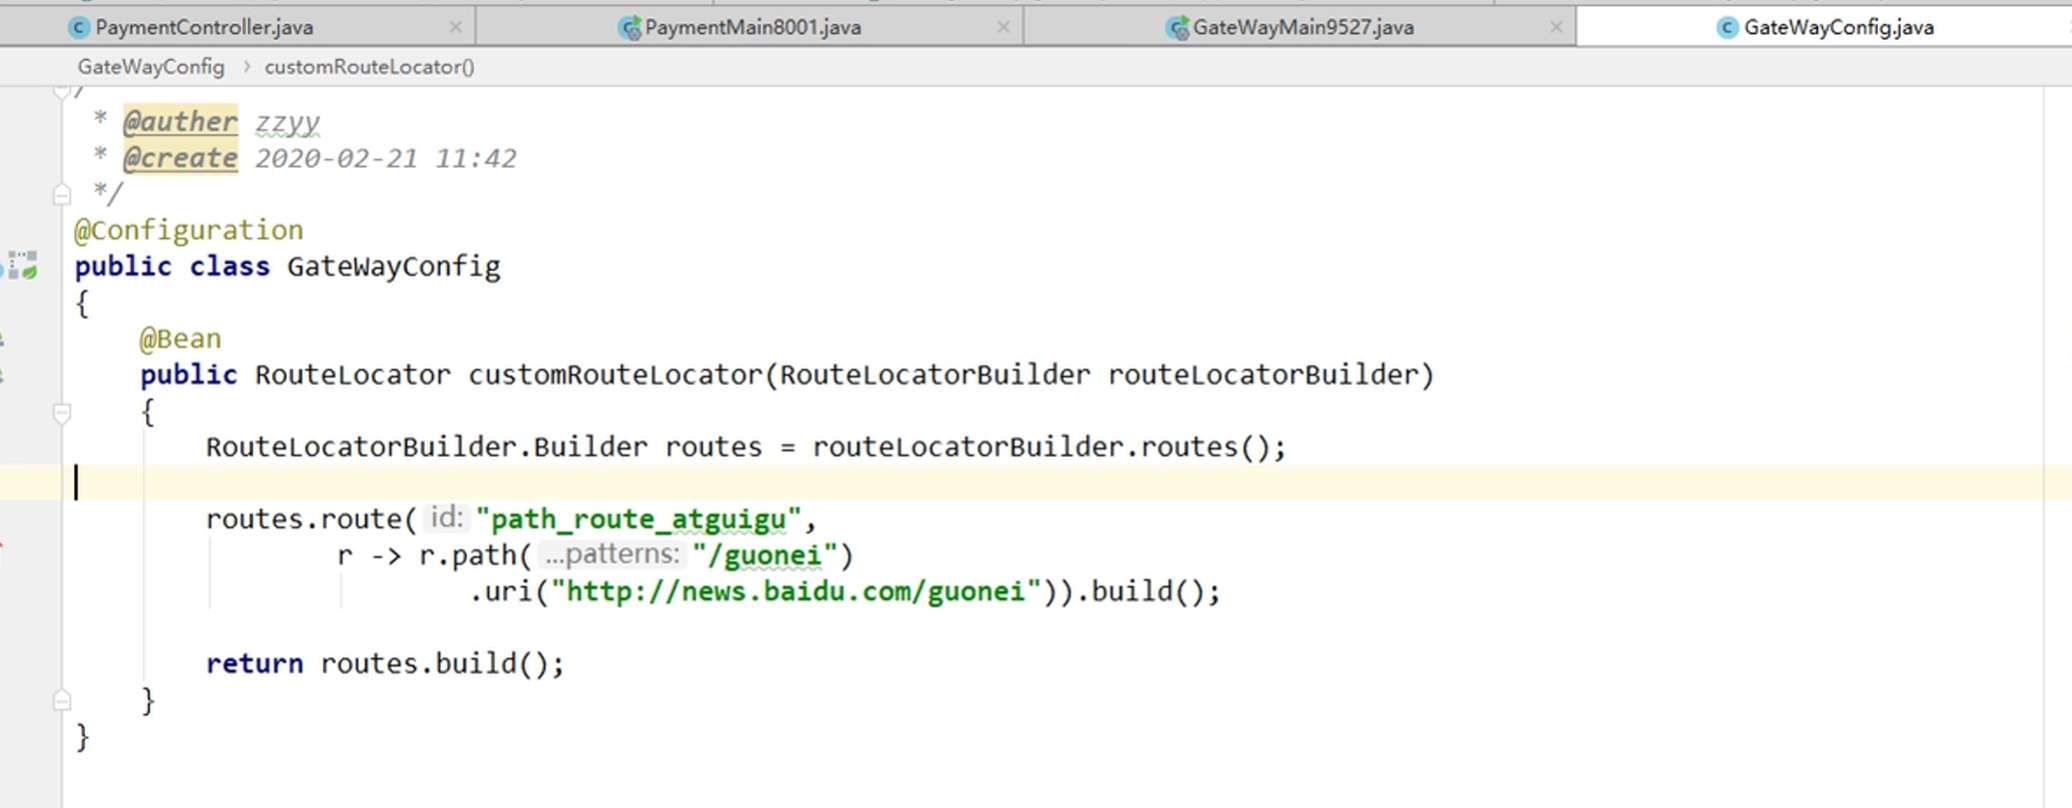 PaymentController.java PaymentMain8001.java GateWayMain9527.java GateWayConfig.java
GateWayConfig › customRouteLocator()
* @auther zzyy
* @create 2020-02-21 11:42
*/
@Configuration
public class GateWayConfig
{
@Bean
public RouteLocator customRouteLocator(RouteLocatorBuilder routeLocatorBuilder)
{
RouteLocatorBuilder.Builder routes = routeLocatorBuilder.routes();
routes.route( id: "path_route_atguigu",
r -> r.path( ...patterns: "/guonei")
.uri("http://news.baidu.com/guonei")).build();
return routes.build();
}
}